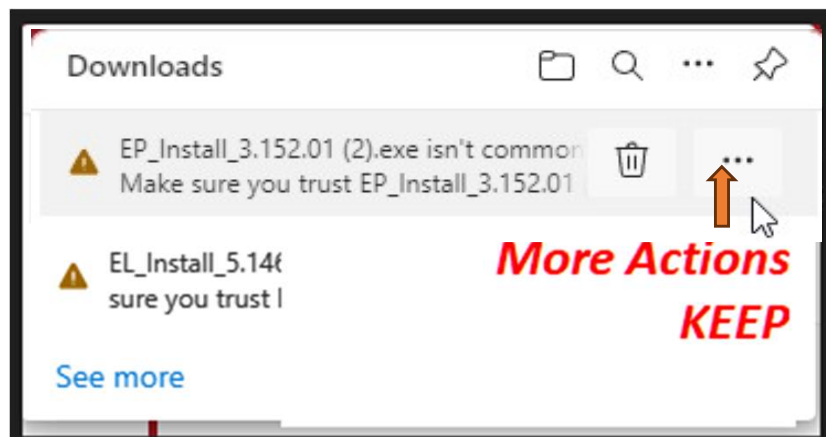 Downloads
EP_Install_3.152.01 (2).exe isn't common
Make sure you trust EP_Install_3.152.01
EL_Install_5.146
sure you trust
More Actions
KEEP
See more